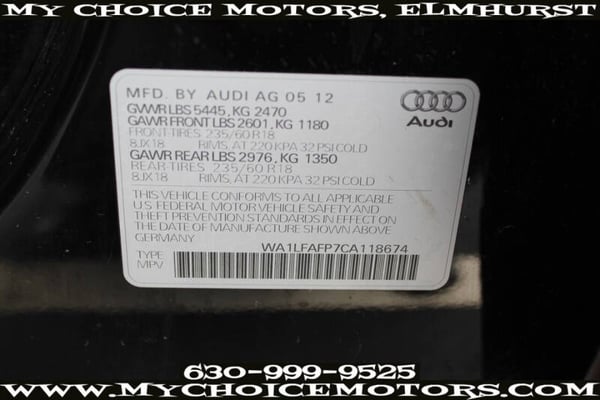 My Choice Motors, Elmhurst
MFD. BY AUDI AG 05 12
GVWR LBS 5445, KG 2470
GAWR FRONT LBS 2601, KG 1180
FRONT-TIRES 235/60 R18
8JX18 RIMS, AT 220 KPA 32 PSI COLD
GAWR REAR LBS 2976, KG 1350
REAR-TIRES 235/60 R18
8JX18 RIMS, AT 220 KPA 32 PSI COLD
THIS VEHICLE CONFORMS TO ALL APPLICABLE
U.S FEDERAL MOTOR VEHICLE SAFETY AND
THEFT PREVENTION STANDARDS IN EFFECT ON
THE DATE OF MANUFACTURE SHOWN ABOVE
GERMANY
WA1LFAFP7CA118674
TYPE
MPV
Audi
630-999-9525
www.MyChoiceMotors.com